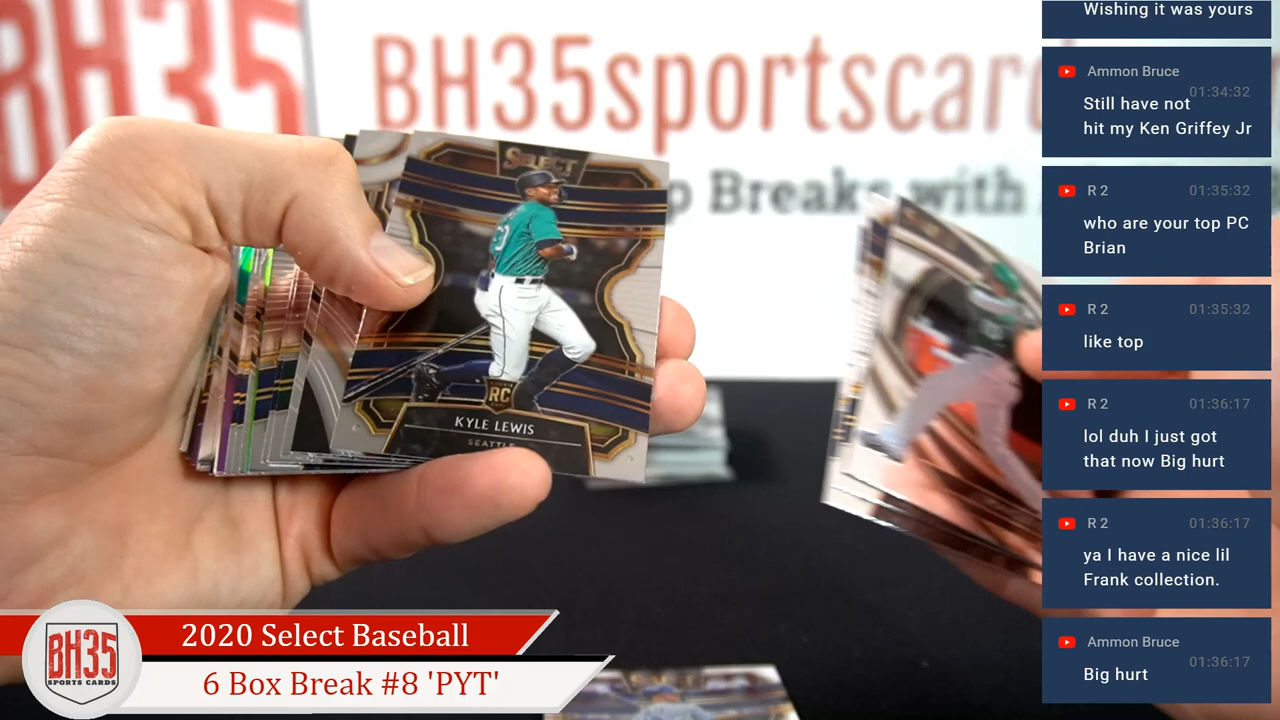 BH35
BH35sportscar
p Breaks with
SELECT
RC
KYLE LEWIS
SEATTLE
Wishing it was yours
Ammon Bruce
01:34:32
Still have not
hit my Ken Griffey Jr
R 2
01:35:32
who are your top PC
Brian
R 2
01:35:32
like top
R 2
01:36:17
lol duh I just got
that now Big hurt
R 2
01:36:17
ya I have a nice lil
Frank collection.
Ammon Bruce
01:36:17
Big hurt
BH35
SPORTS CARDS
2020 Select Baseball
6 Box Break #8 'PYT'